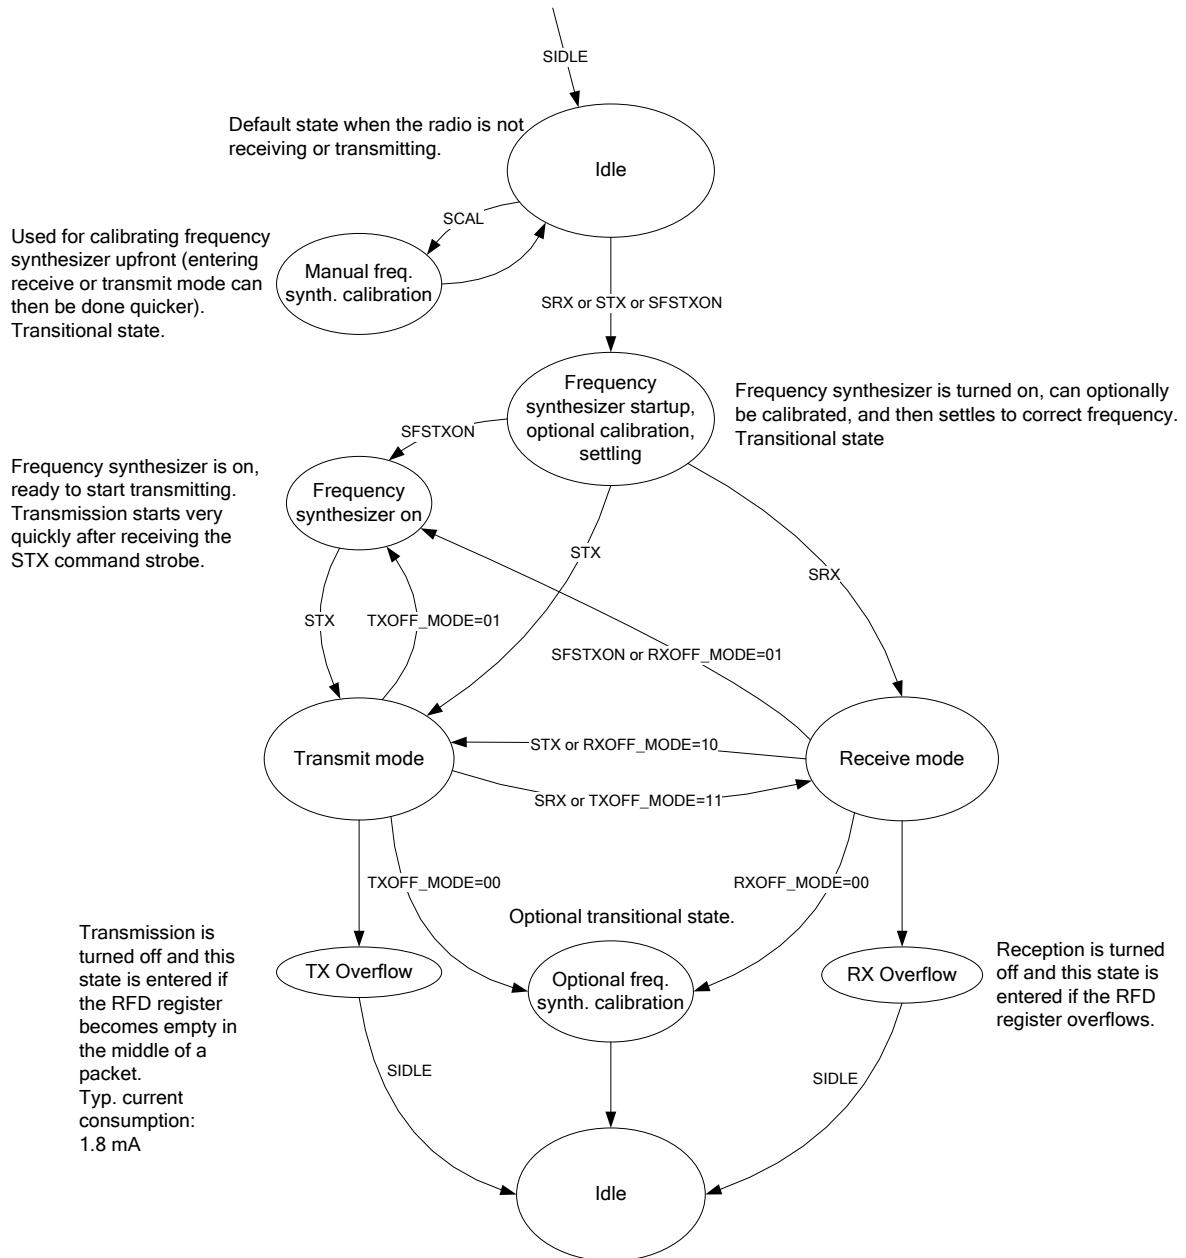 SIDLE
Default state when the radio is not
receiving or transmitting.
Idle
SCAL
Used for calibrating frequency
synthesizer upfront (entering
receive or transmit mode can
then be done quicker).
Transitional state.
Manual freq.
synth. calibration
SRX or STX or SFSTXON
Frequency
synthesizer startup,
optional calibration,
settling
Frequency synthesizer is turned on, can optionally
be calibrated, and then settles to correct frequency.
Transitional state
SFSTXON
Frequency synthesizer is on,
ready to start transmitting.
Transmission starts very
quickly after receiving the
STX command strobe.
Frequency
synthesizer on
STX
SRX
STX
TXOFF_MODE=01
SFSTXON or RXOFF_MODE=01
Transmit mode
STX or RXOFF_MODE=10
Receive mode
SRX or TXOFF_MODE=11
TXOFF_MODE=00
RXOFF_MODE=00
Optional transitional state.
Transmission is
turned off and this
state is entered if
the RFD register
becomes empty in
the middle of a
packet.
Typ. current
consumption:
1.8 mA
TX Overflow
Optional freq.
synth. calibration
RX Overflow
Reception is turned
off and this state is
entered if the RFD
register overflows.
SIDLE
SIDLE
Idle